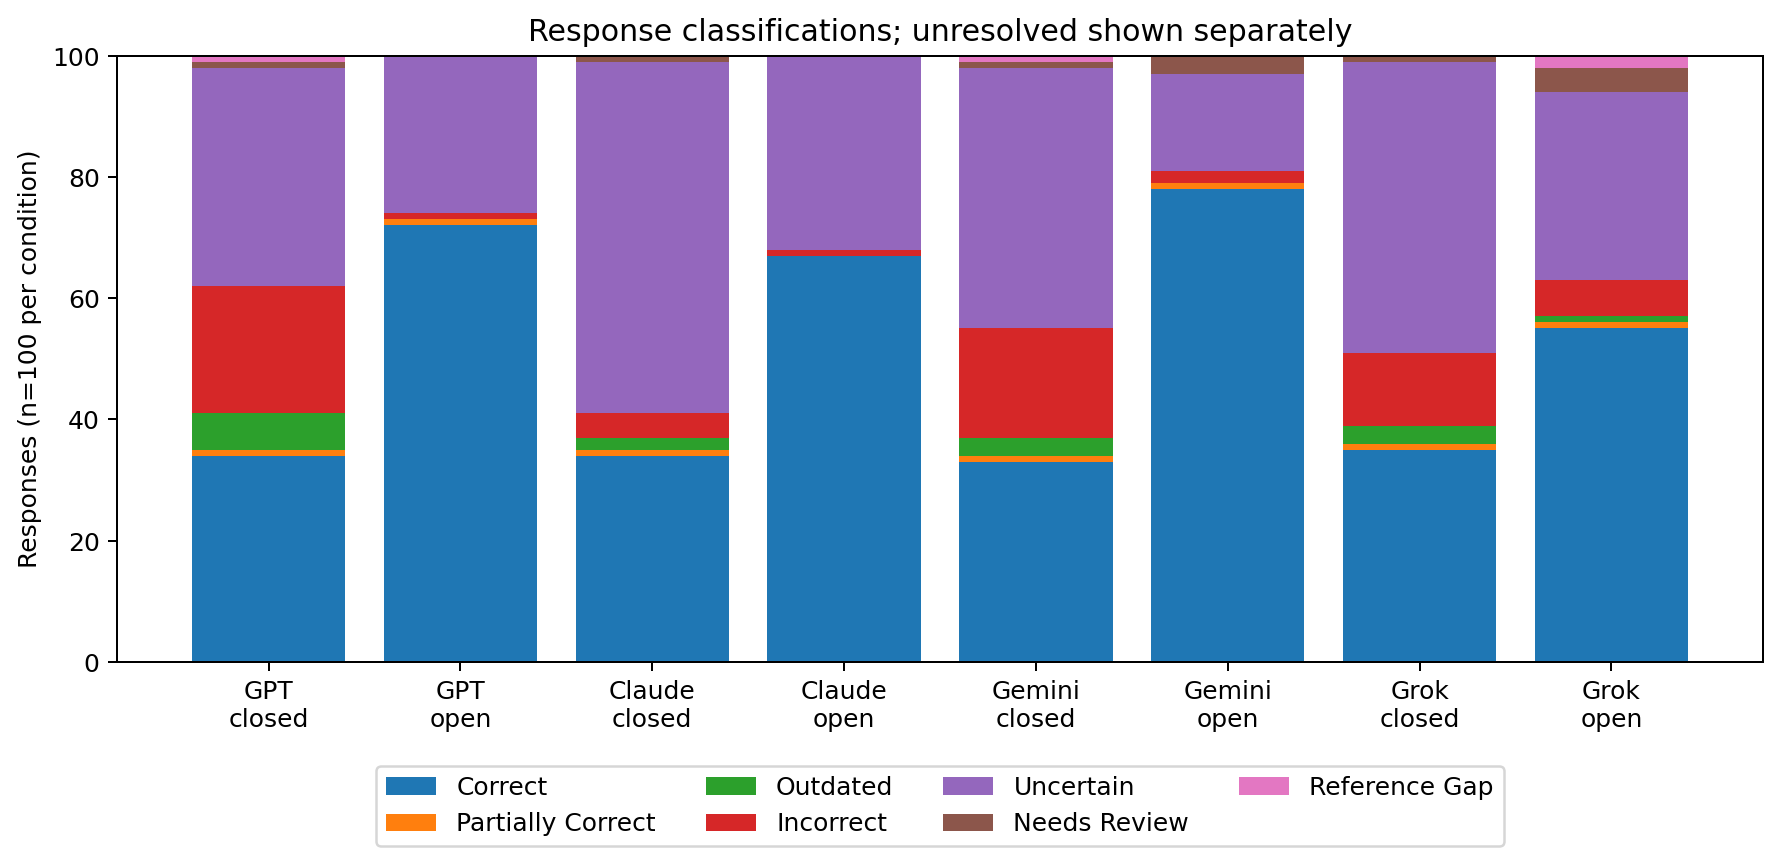 Response classifications; unresolved shown separately
Responses (n=100 per condition)
100
80
60
40
20
0
GPT
closed
GPT
open
Claude
closed
Claude
open
Gemini
closed
Gemini
open
Grok
closed
Grok
open
Correct
Partially Correct
Outdated
Incorrect
Uncertain
Needs Review
Reference Gap